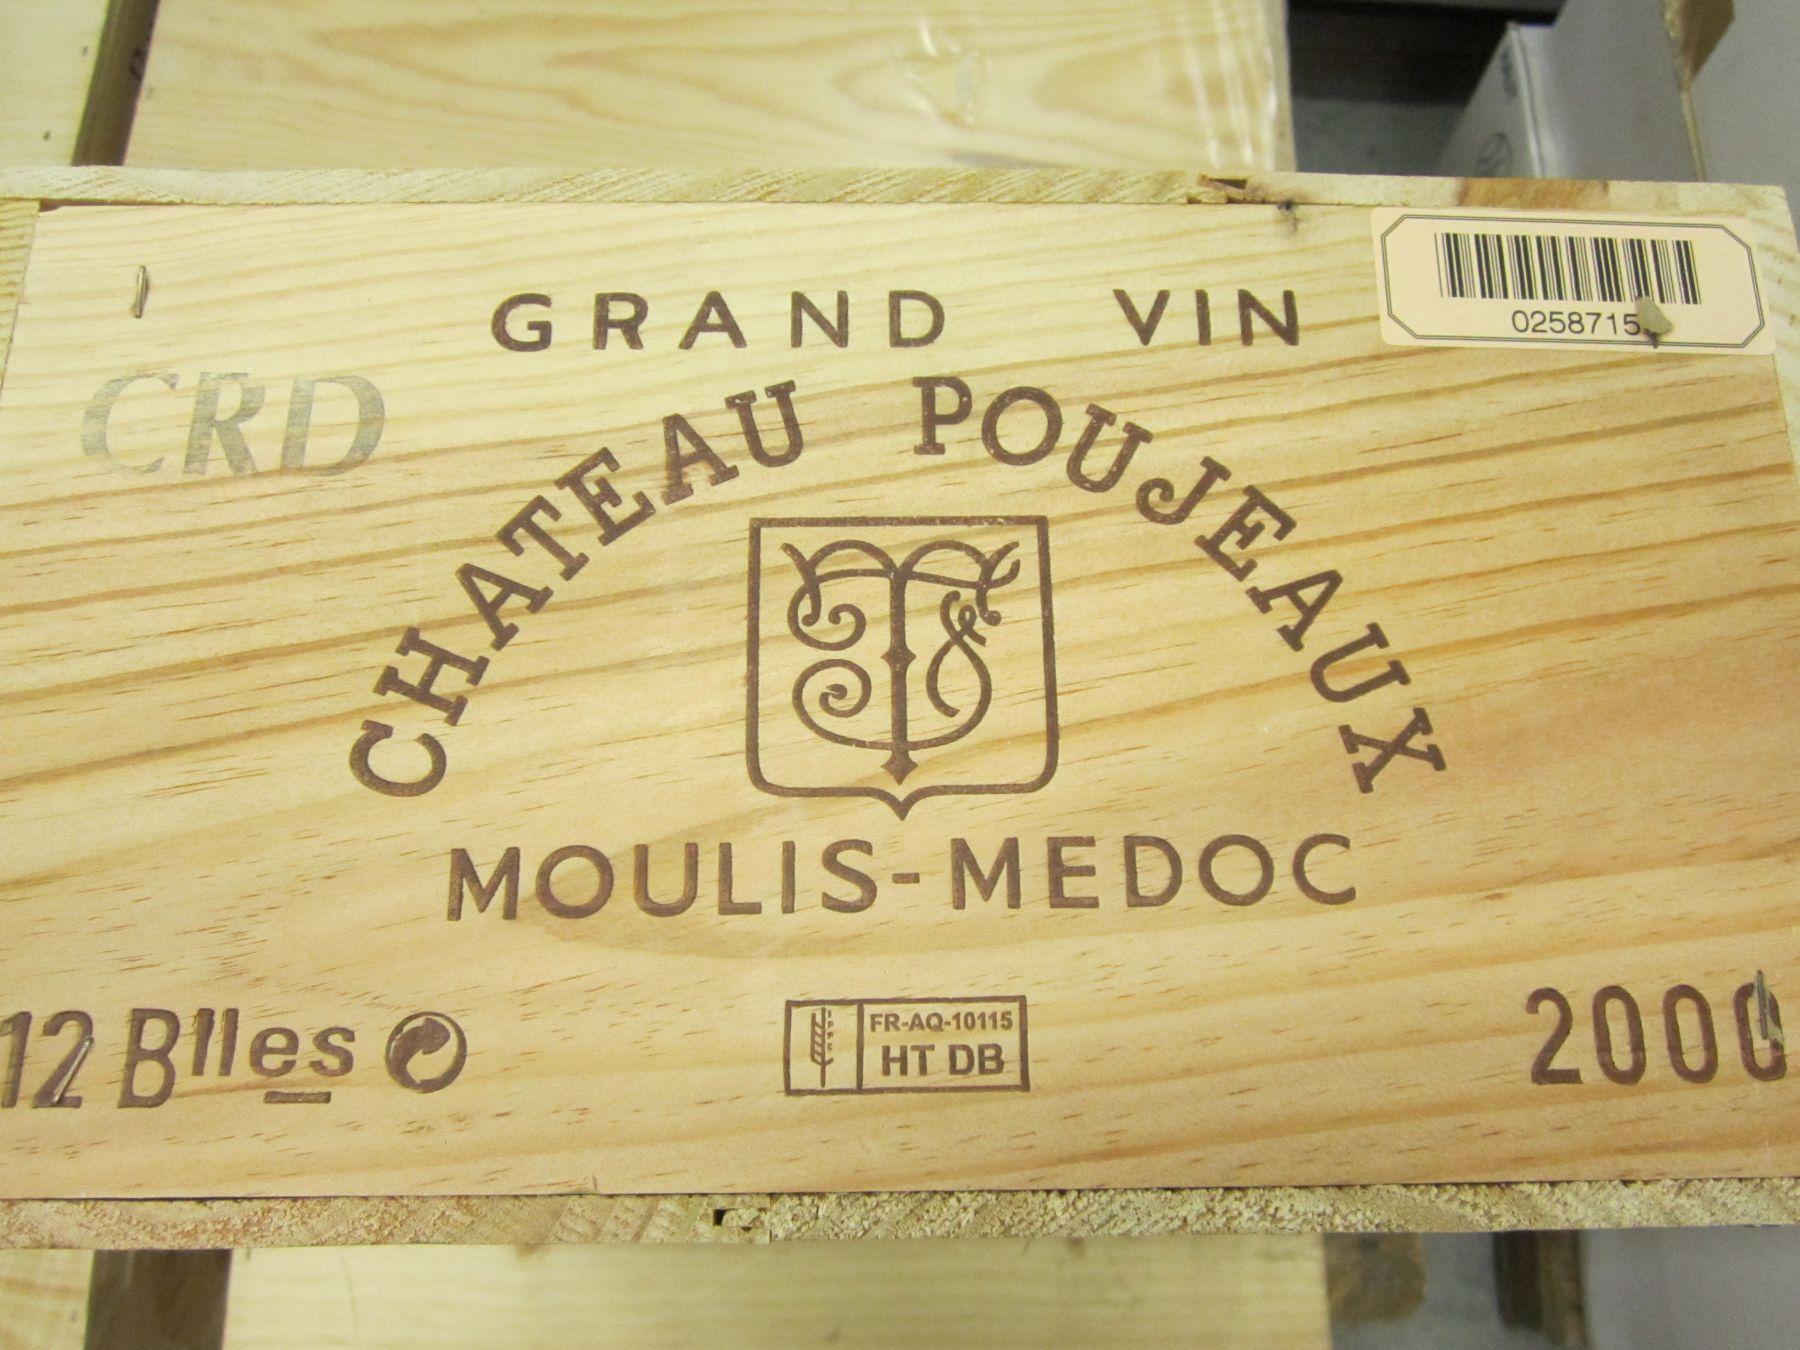 GRAND VIN
CRD
CHATEAU POUJEAUX
MOULIS-MEDOC
12 Blles
FR-AQ-10115
HT DB
2000